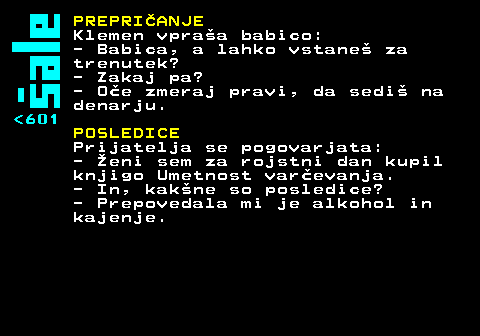 Šale
<601
PREPRIČANJE
Klemen vpraša babico:
- Babica, a lahko vstaneš za
trenutek?
- Zakaj pa?
- Oče zmeraj pravi, da sediš na
denarju.
POSLEDICE
Prijatelja se pogovarjata:
- Ženi sem za rojstni dan kupil
knjigo Umetnost varčevanja.
- In, kakšne so posledice?
- Prepovedala mi je alkohol in
kajenje.